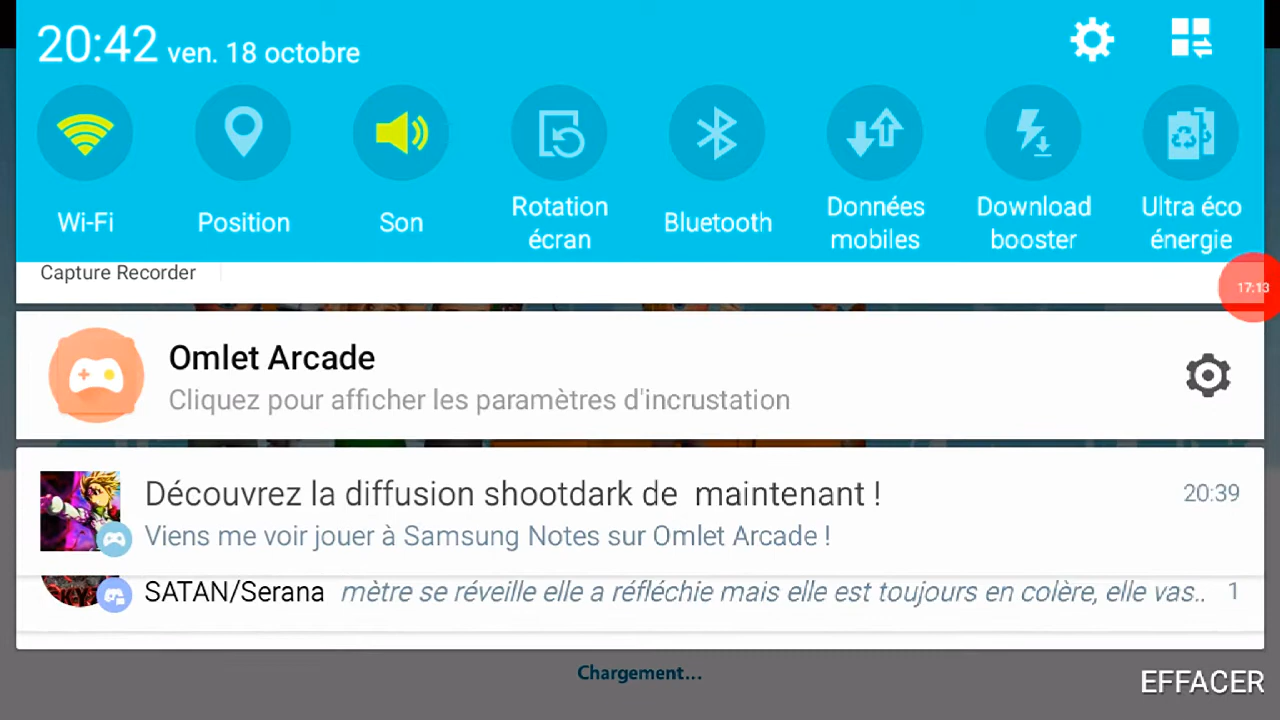 20:42 ven. 18 octobre
Wi-Fi
Position
Son
Rotation
écran
Bluetooth
Données
mobiles
Download
booster
Ultra éco
énergie
Capture Recorder
17:13
Omlet Arcade
Cliquez pour afficher les paramètres d'incrustation
Découvrez la diffusion shootdark de maintenant !
20:39
Viens me voir jouer à Samsung Notes sur Omlet Arcade !
SATAN/Serana mètre se réveille elle a réfléchie mais elle est toujours en colère, elle vas.. 1
Chargement...
EFFACER